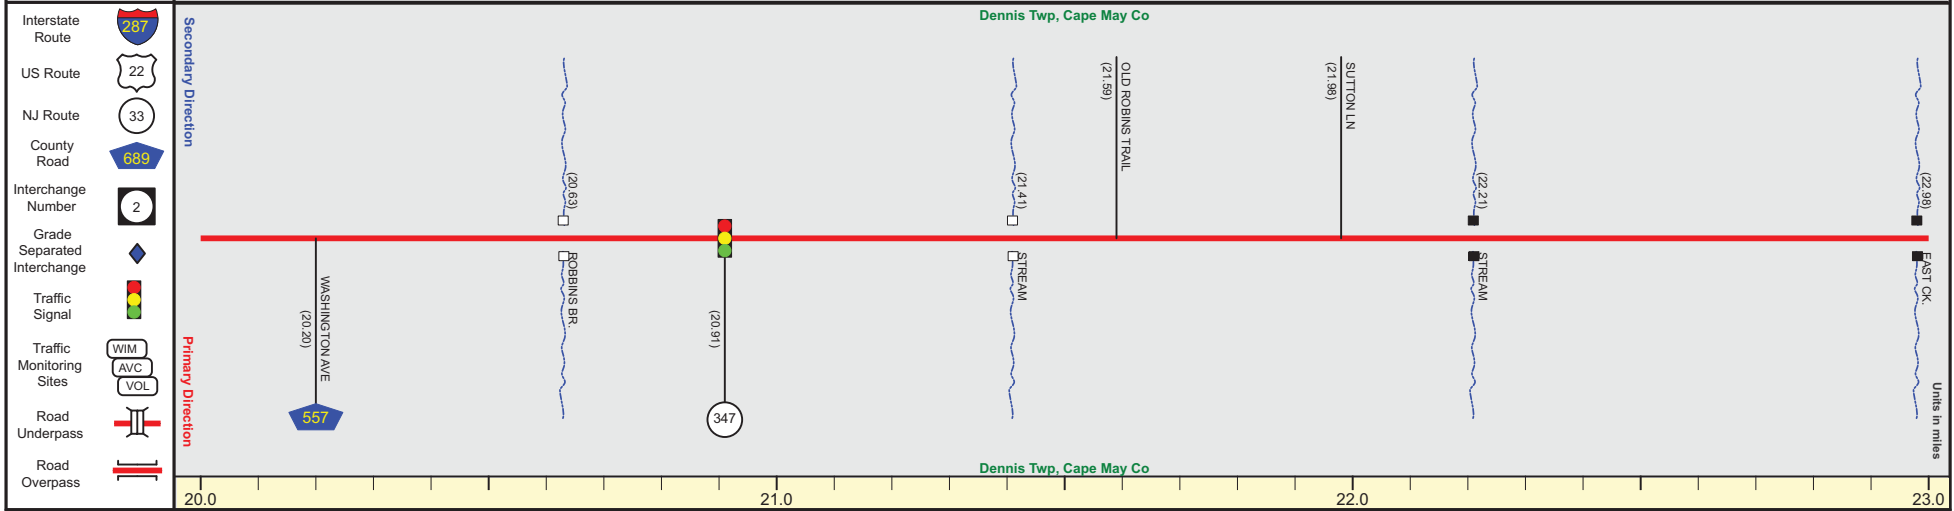 Interstate
Route
287
US Route
22
NJ Route
33
County
Road
689
Interchange
Number
2
Grade
Separated
Interchange
Traffic
Signal
Traffic
Monitoring
Sites
WIM
AVC
VOL
Road
Underpass
Road
Overpass
Secondary Direction
Primary Direction
Dennis Twp, Cape May Co
WASHINGTON AVE
(20.20)
557
(20.63)
ROBBINS BR.
(20.91)
347
(21.41)
STREAM
OLD ROBINS TRAIL
(21.59)
SUTTON LN
(21.98)
(22.21)
STREAM
(22.98)
EAST CK.
Units in miles
Dennis Twp, Cape May Co
20.0
21.0
22.0
23.0